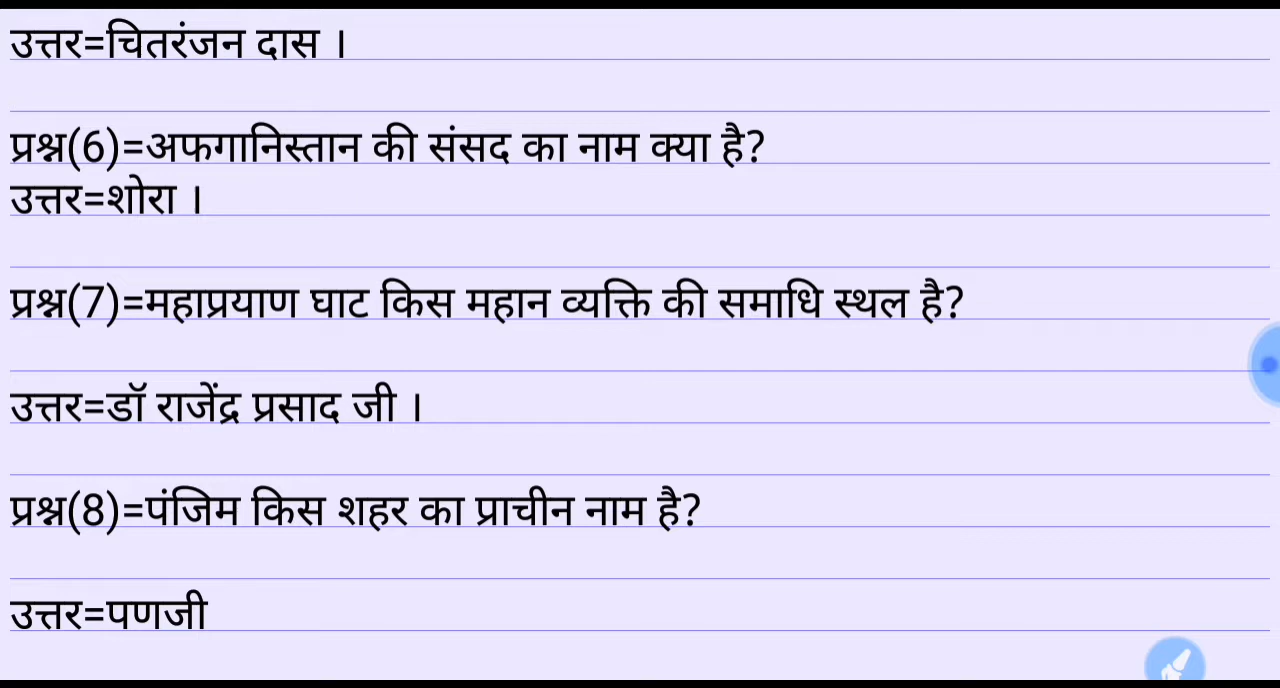 उत्तर=चितरंजन दास ।
प्रश्न(6)=अफगानिस्तान की संसद का नाम क्या है?
उत्तर=शोरा ।
प्रश्न(7)=महाप्रयाण घाट किस महान व्यक्ति की समाधि स्थल है?
उत्तर=डॉ राजेंद्र प्रसाद जी ।
प्रश्न(8)=पंजिम किस शहर का प्राचीन नाम है?
उत्तर=पणजी